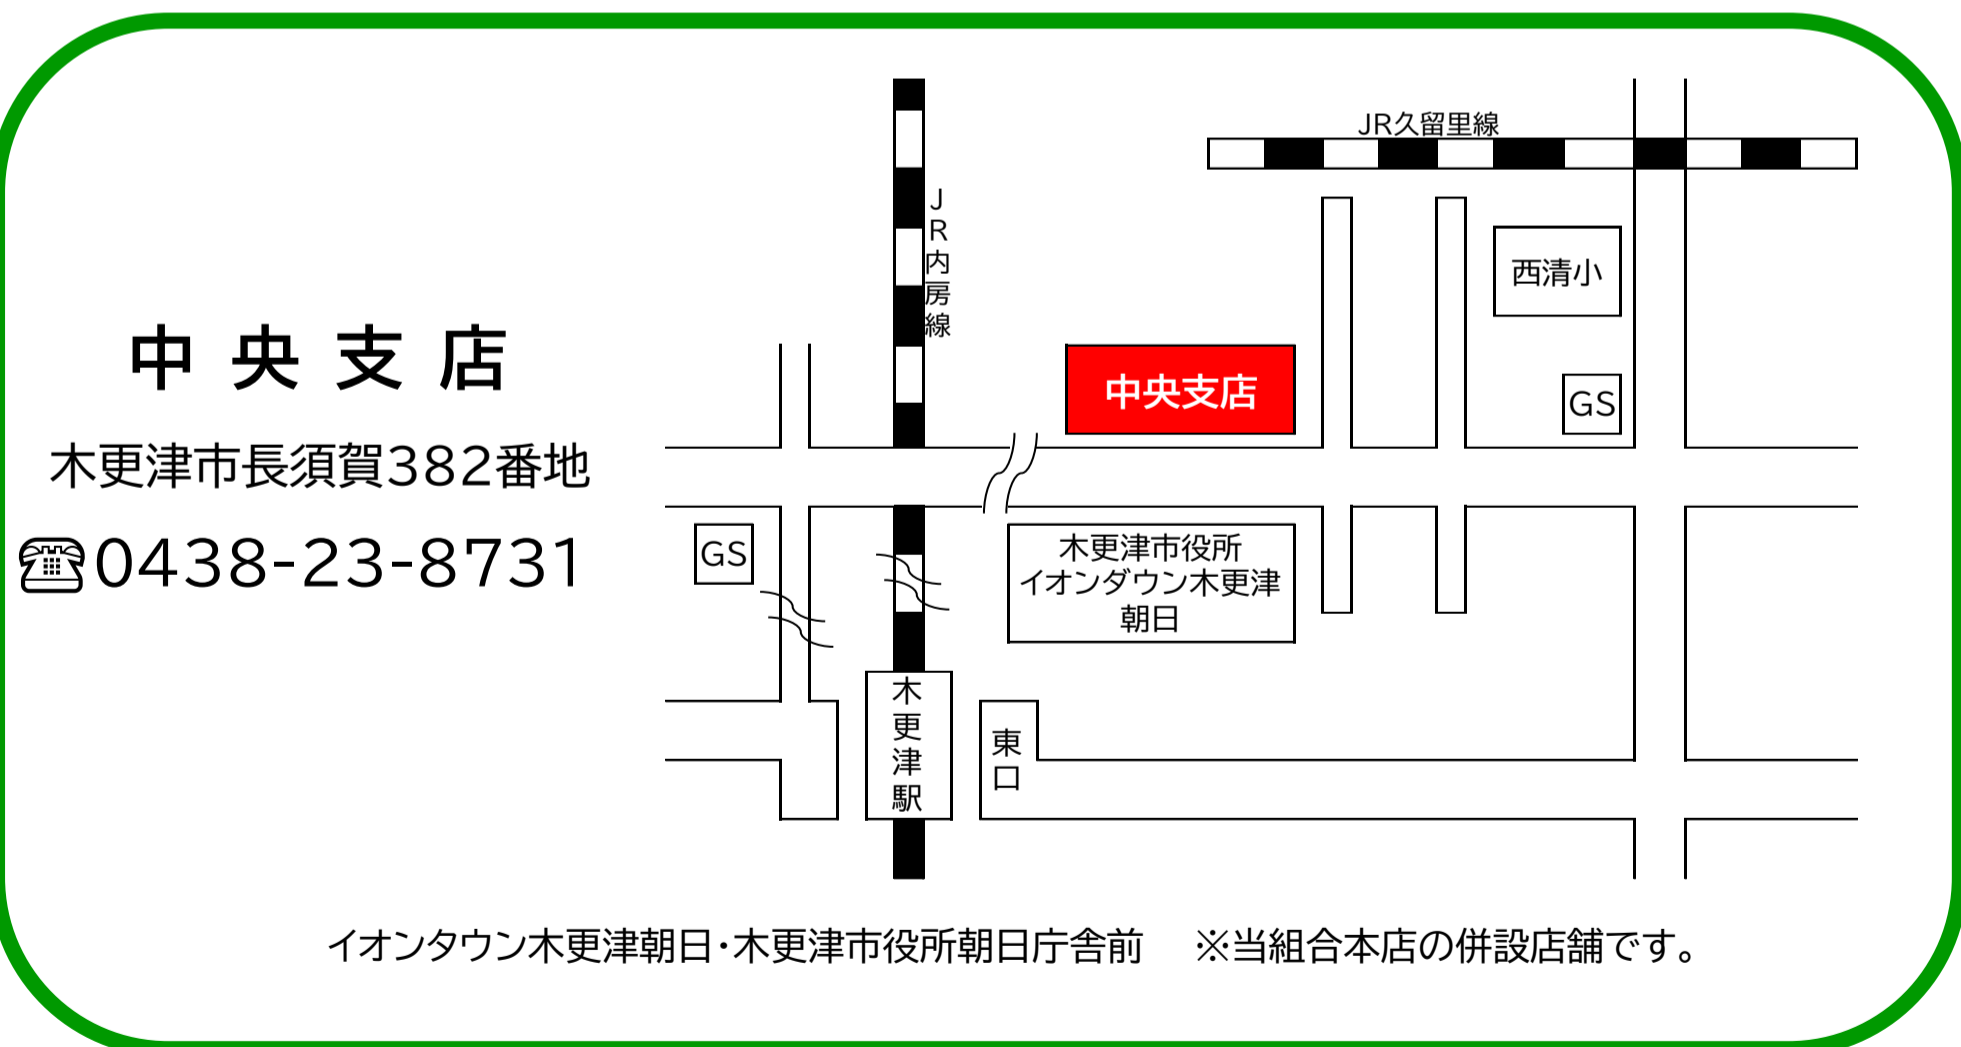 中央支店
木更津市長須賀382番地
☎0438-23-8731
JR久留里線
JR内房線
西清小
中央支店
GS
GS
木更津市役所
イオンダウン木更津
朝日
木更津駅
東口
イオンタウン木更津朝日・木更津市役所朝日庁舎前　※当組合本店の併設店舗です。